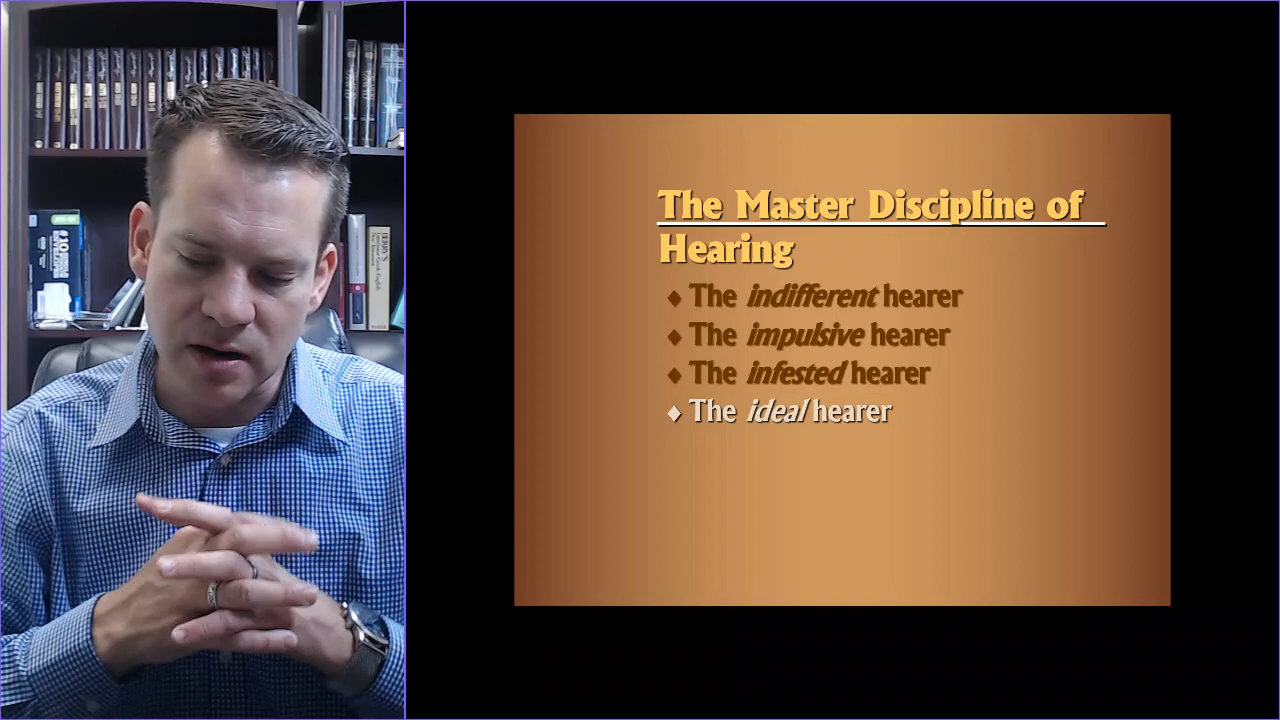 The Master Discipline of
Hearing
♦ The indifferent hearer
♦ The impulsive hearer
♦ The infested hearer
♦ The ideal hearer